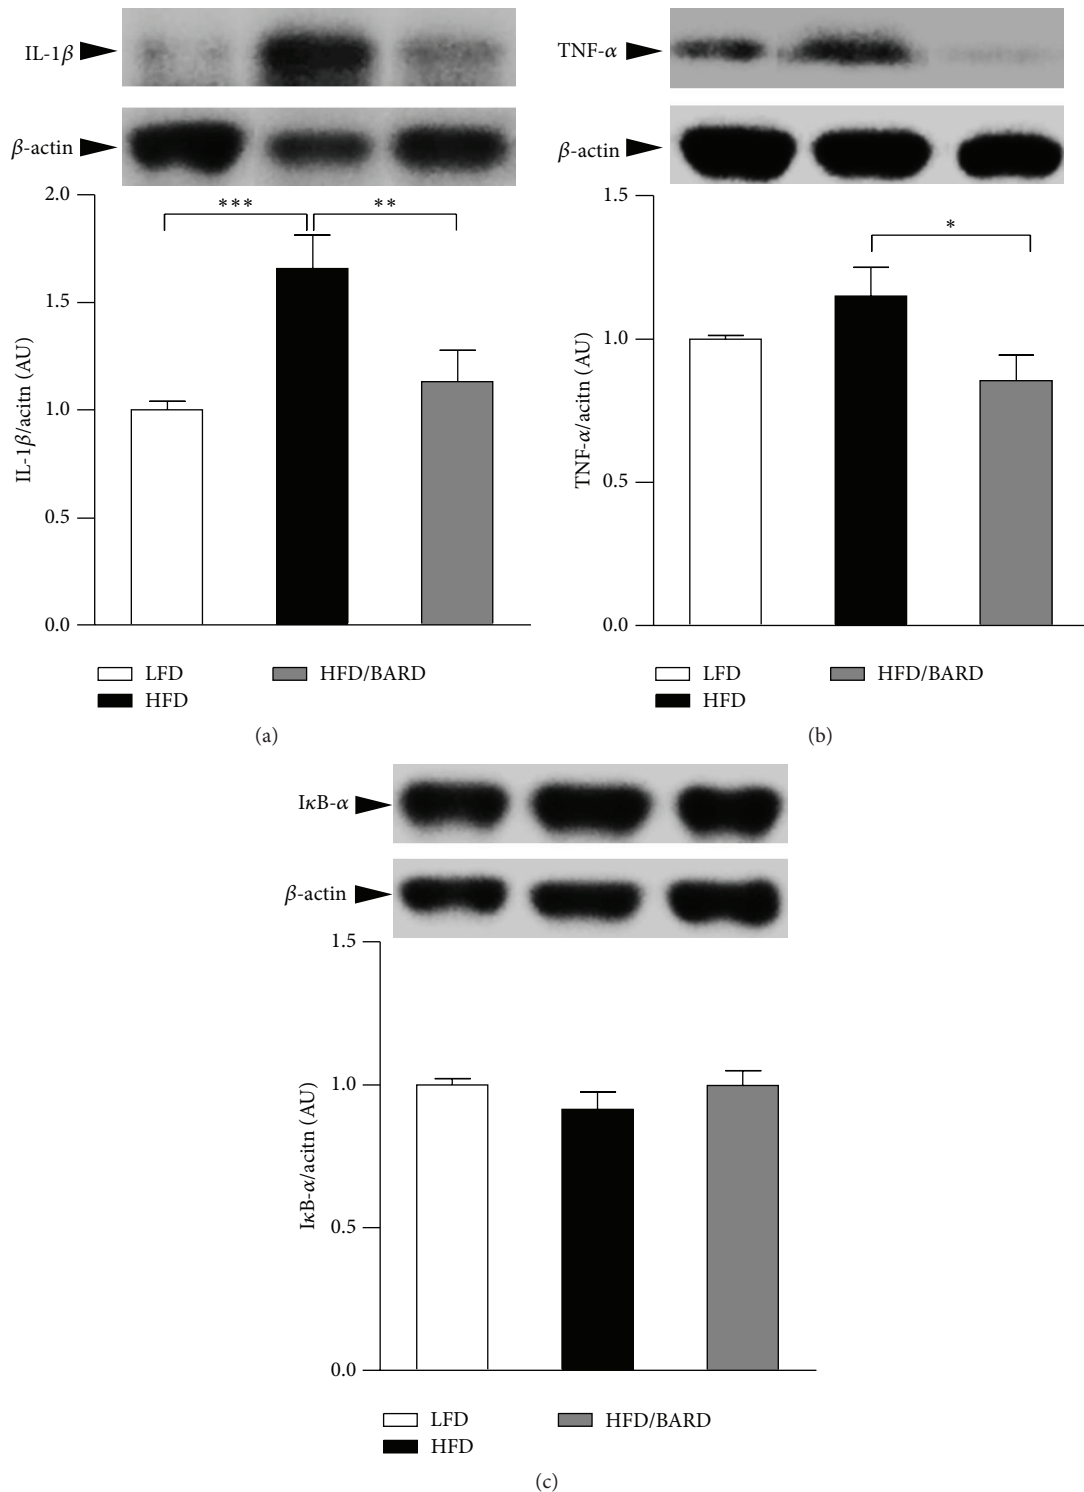 IL-1β
β-actin
2.0
1.5
1.0
0.5
0.0
IL-1β/acitn (AU)
***
**
LFD
HFD
HFD/BARD
(a)
TNF-α
β-actin
1.5
1.0
0.5
0.0
TNF-α/acitn (AU)
*
LFD
HFD
HFD/BARD
(b)
IκB-α
β-actin
1.5
1.0
0.5
0.0
IκB-α/acitn (AU)
LFD
HFD
HFD/BARD
(c)